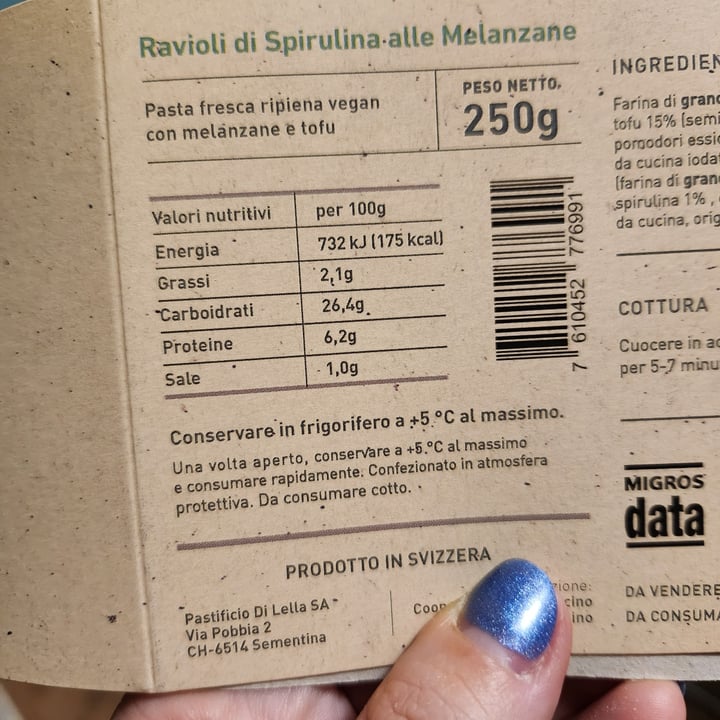 Ravioli di Spirulina alle Melanzane
Pasta fresca ripiena vegan
con melanzane e tofu
PESO NETTO.
250g
Valori nutritivi per 100g
Energia 732 kJ (175 kcal)
Grassi 2,1g
Carboidrati 26,4g
Proteine 6,2g
Sale 1,0g
7 610452 776991
Conservare in frigorifero a +5 °C al massimo.
Una volta aperto, conservare a +5 °C al massimo
e consumare rapidamente. Confezionato in atmosfera
protettiva. Da consumare cotto.
PRODOTTO IN SVIZZERA
Pastificio Di Lella SA
Via Pobbia 2
CH-6514 Sementina
Coop
zione:
cino
ino
INGREDIEN
Farina di grano
tofu 15% (semi
pomodori essic
da cucina iodat
(farina di gran
spirulina 1% ,
da cucina, orig
COTTURA
Cuocere in ac
per 5-7 minu
MIGROS
data
DA VENDERE
DA CONSUMA